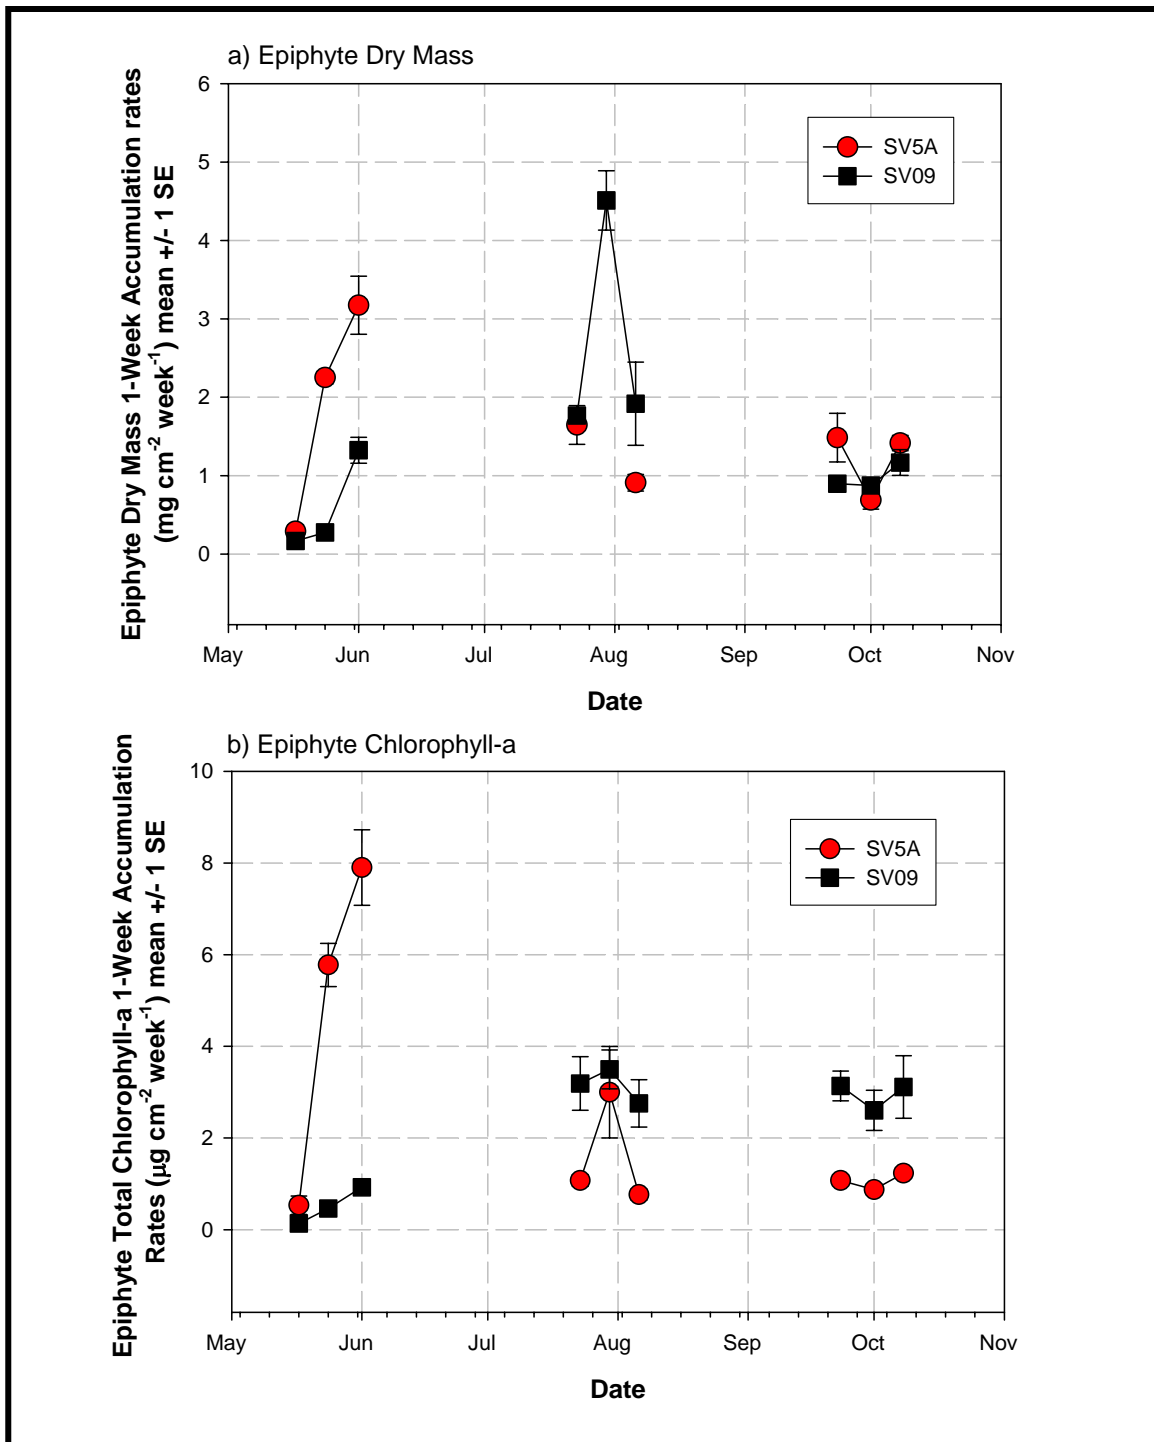 a) Epiphyte Dry Mass
Epiphyte Dry Mass 1-Week Accumulation rates
(mg cm-2 week-1) mean +/- 1 SE
6
5
4
3
2
1
0
SV5A
SV09
May Jun Jul Aug Sep Oct Nov
Date
b) Epiphyte Chlorophyll-a
Epiphyte Total Chlorophyll-a 1-Week Accumulation
Rates (µg cm-2 week-1) mean +/- 1 SE
10
8
6
4
2
0
SV5A
SV09
May Jun Jul Aug Sep Oct Nov
Date